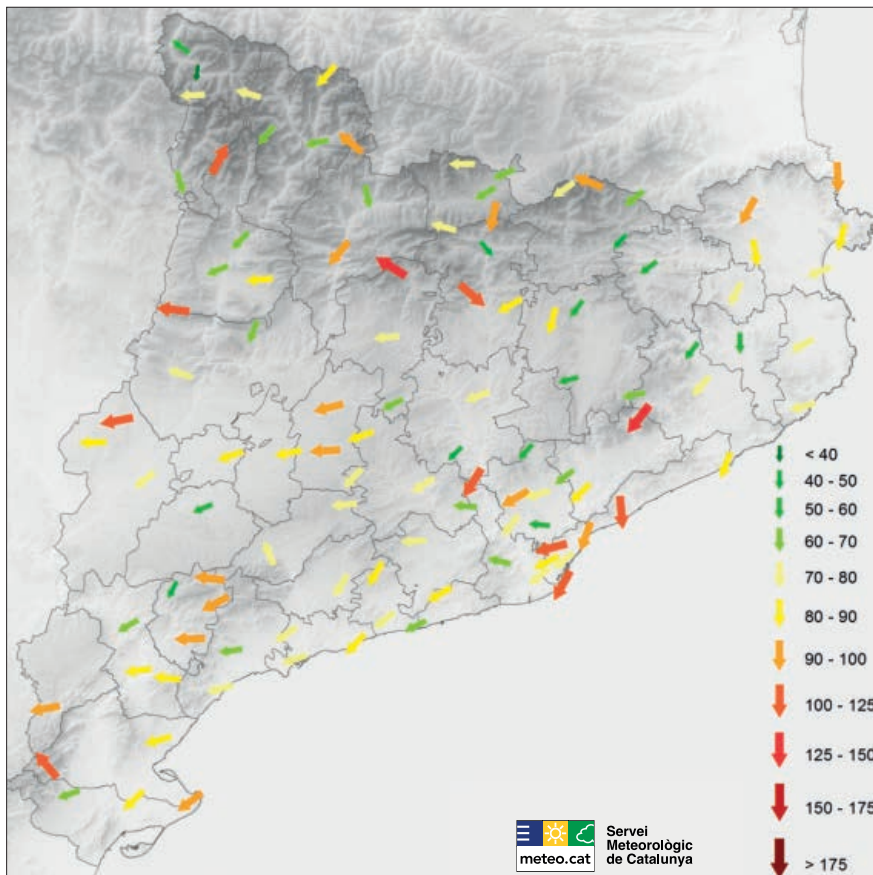 < 40
40 - 50
50 - 60
60 - 70
70 - 80
80 - 90
90 - 100
100 - 125
125 - 150
150 - 175
> 175
meteo.cat
Servei
Meteorològic
de Catalunya